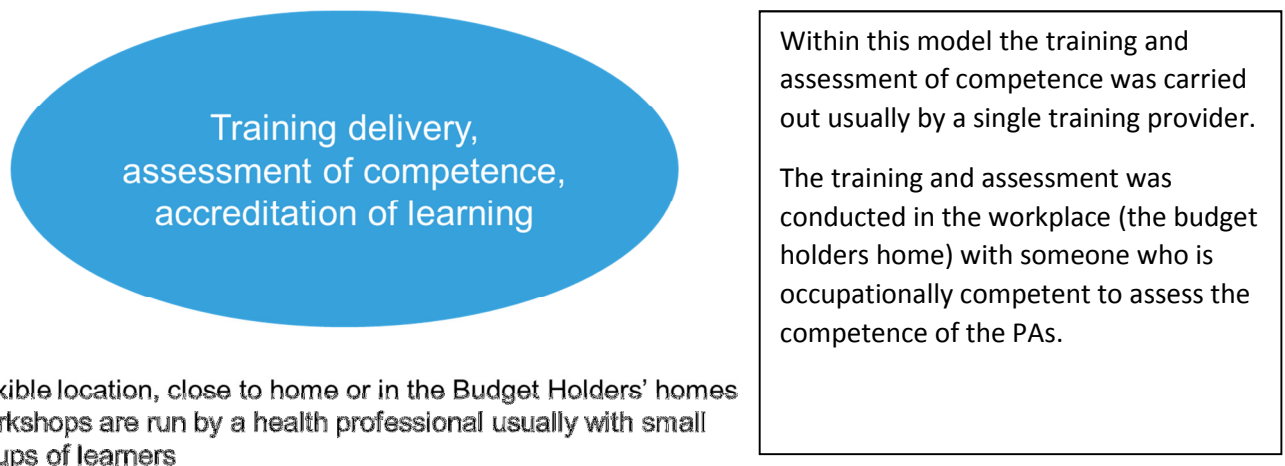 Training delivery,
assessment of competence,
accreditation of learning
xible location, close to home or in the Budget Holders' homes
rkshops are run by a health professional usually with small
ups of learners
Within this model the training and
assessment of competence was carried
out usually by a single training provider.
The training and assessment was
conducted in the workplace (the budget
holders home) with someone who is
occupationally competent to assess the
competence of the PAs.